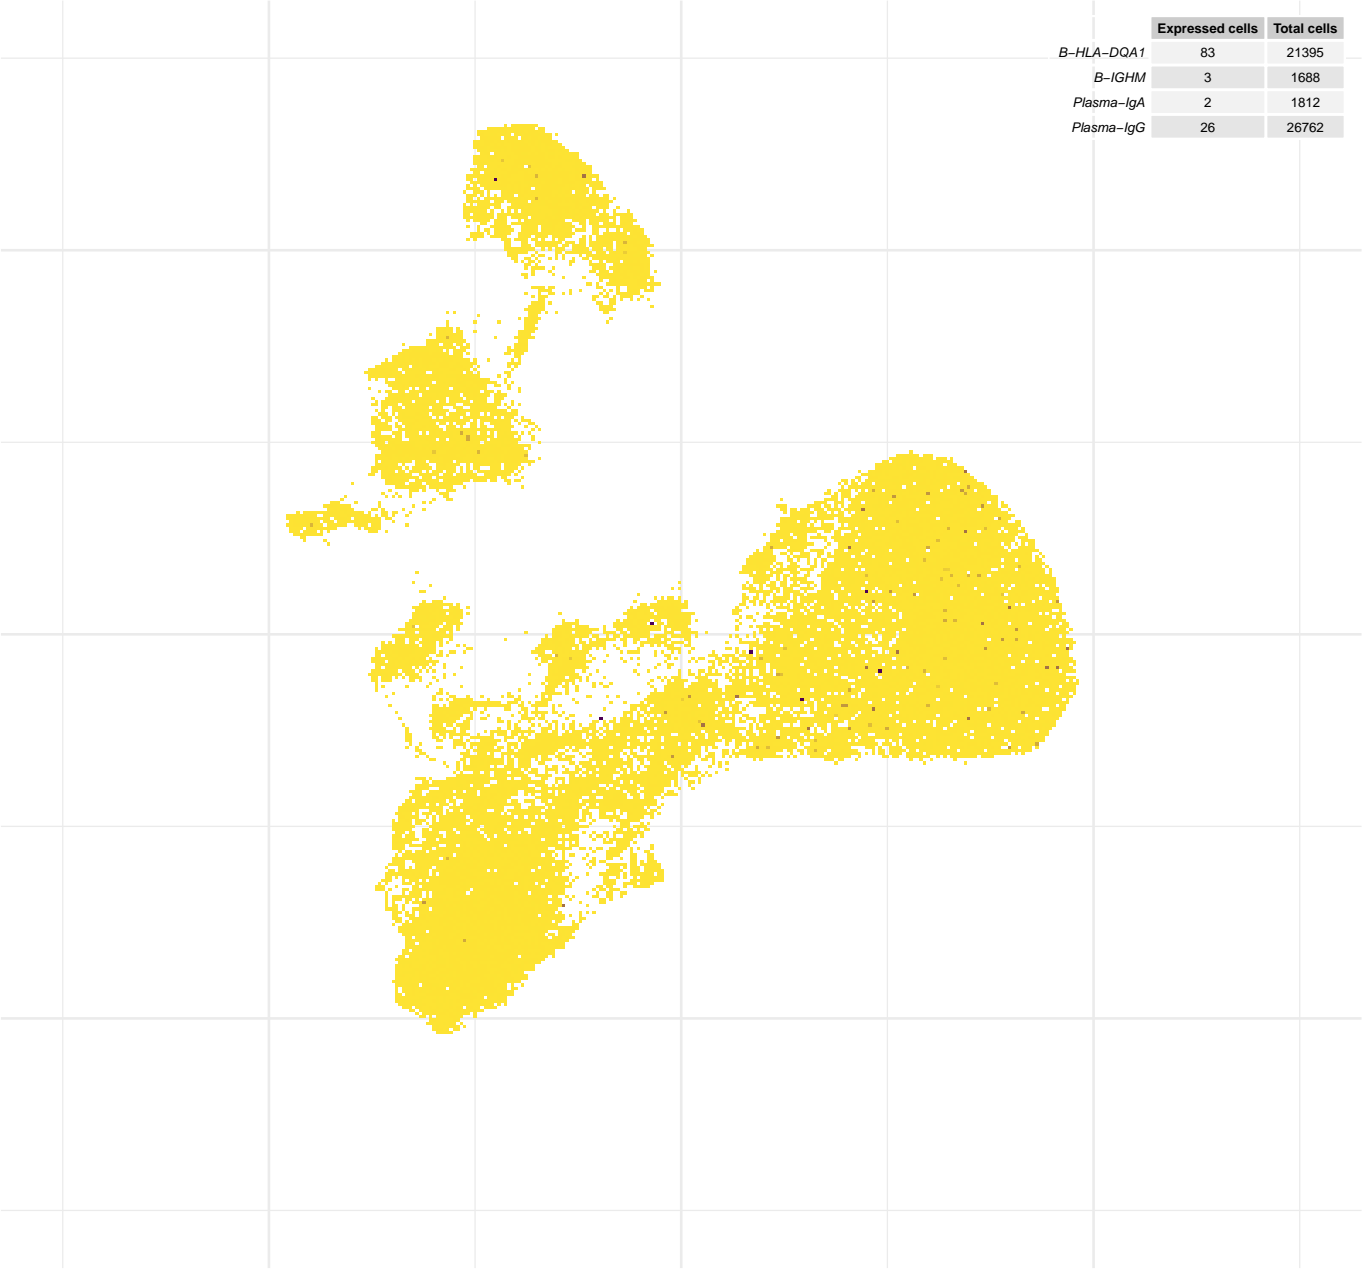 Expressed cells Total cells
B−HLA−DQA1 83 21395
B−IGHM 3 1688
Plasma−IgA 2 1812
Plasma−IgG 26 26762